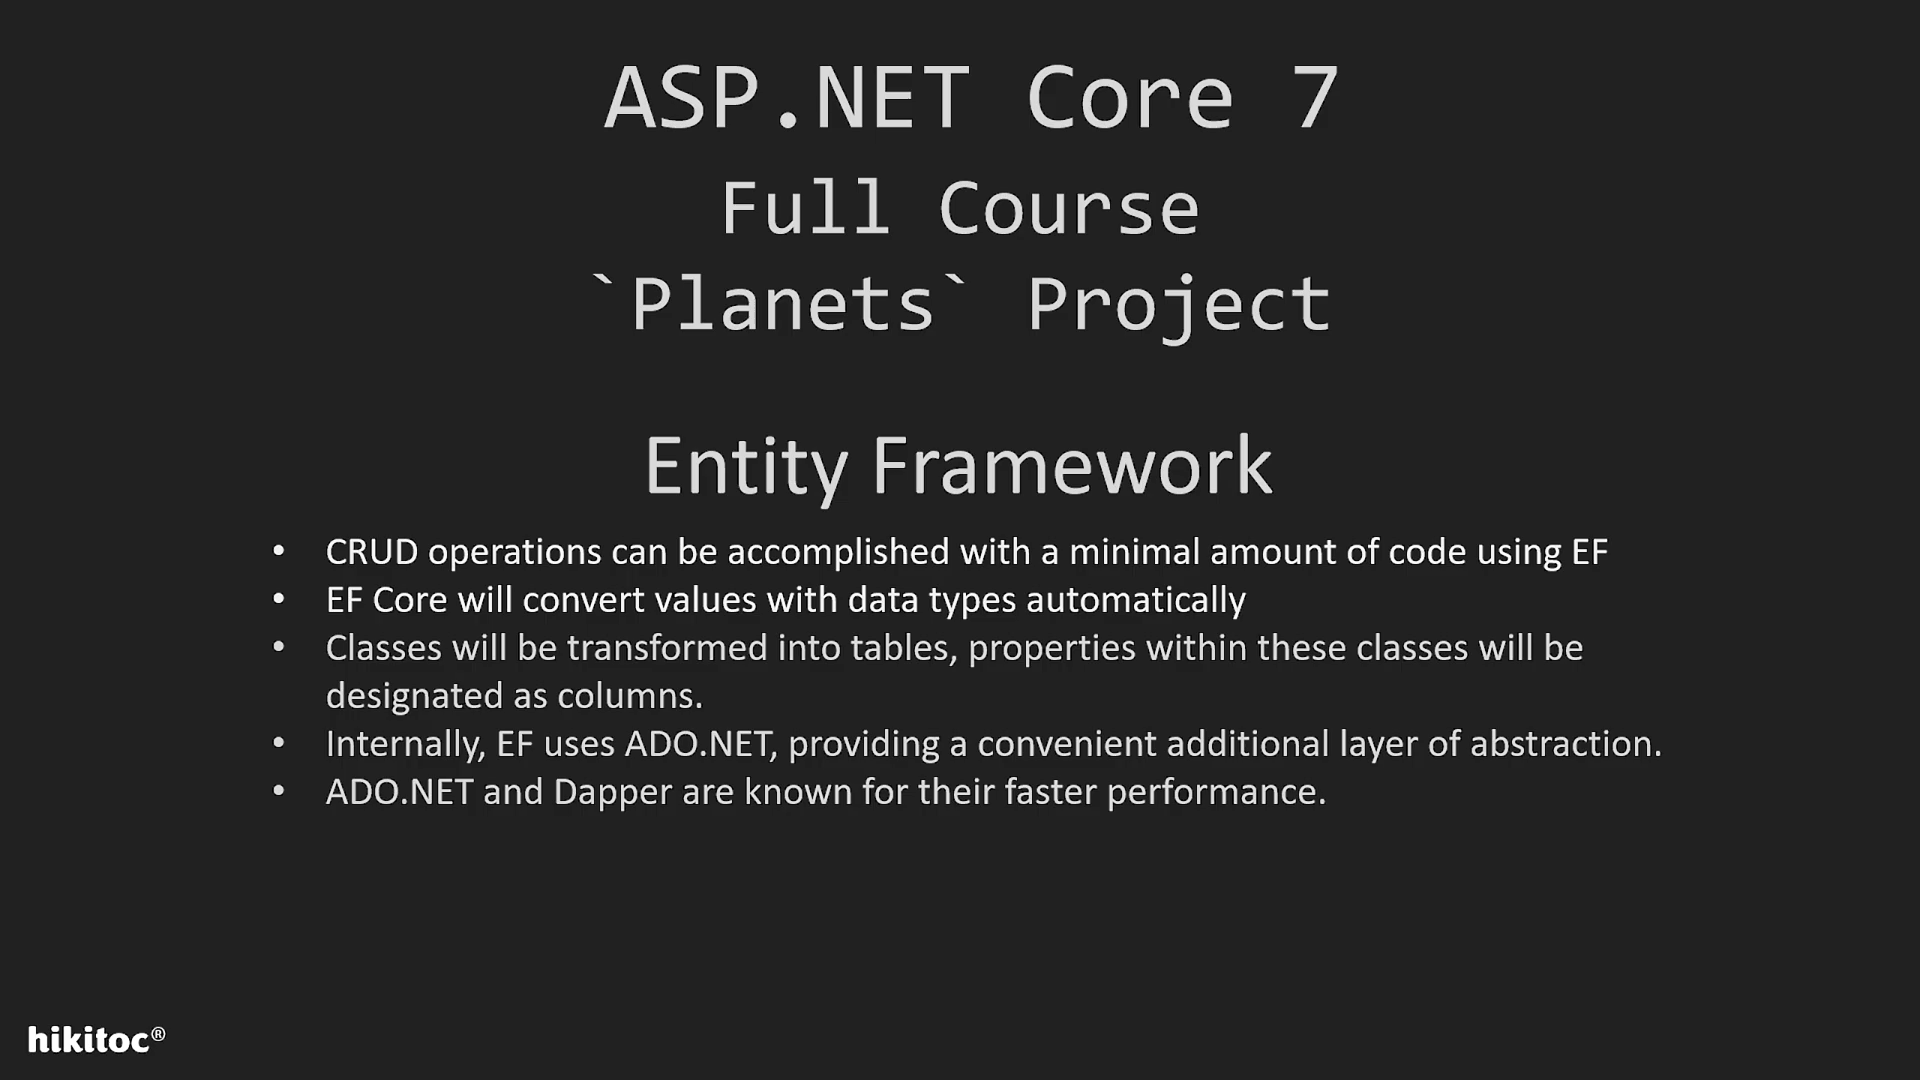 ASP.NET Core 7
Full Course
`Planets` Project
Entity Framework
• CRUD operations can be accomplished with a minimal amount of code using EF
• EF Core will convert values with data types automatically
• Classes will be transformed into tables, properties within these classes will be
designated as columns.
• Internally, EF uses ADO.NET, providing a convenient additional layer of abstraction.
• ADO.NET and Dapper are known for their faster performance.
hikitoc®